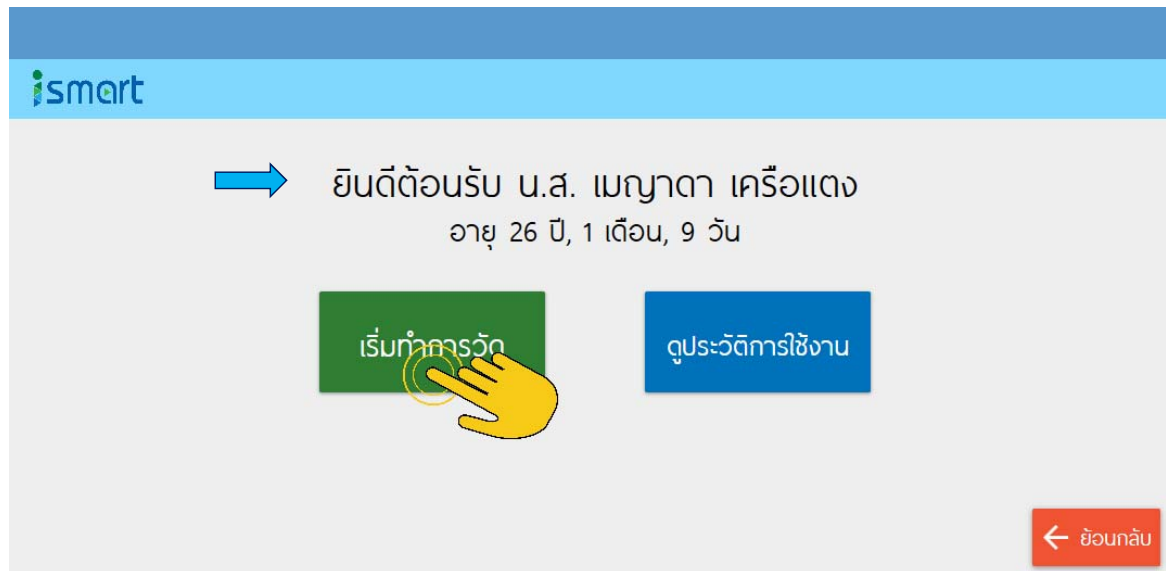 ismart
ยินดีต้อนรับ น.ส. เมญาดา เครือแตง
อายุ 26 ปี, 1 เดือน, 9 วัน
เริ่มทำการวัด
ดูประวัติการใช้งาน
ย้อนกลับ